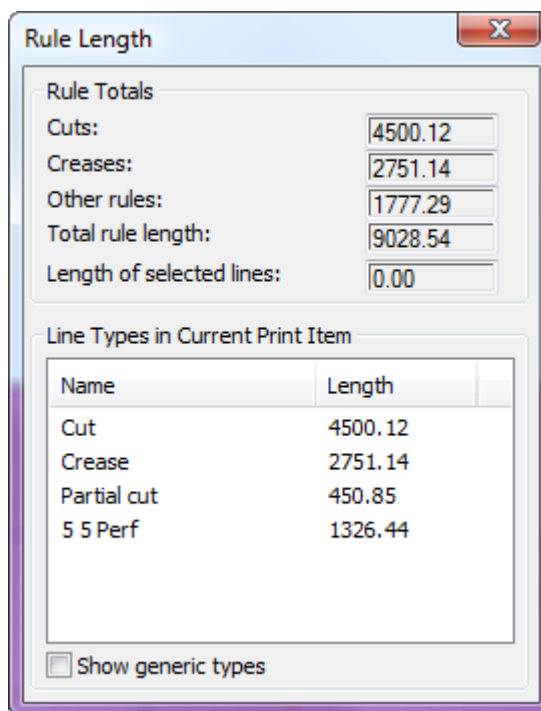 Rule Length
Rule Totals
Cuts: 4500.12
Creases: 2751.14
Other rules: 1777.29
Total rule length: 9028.54
Length of selected lines: 0.00
Line Types in Current Print Item
Name Length
Cut 4500.12
Crease 2751.14
Partial cut 450.85
5 5 Perf 1326.44
Show generic types